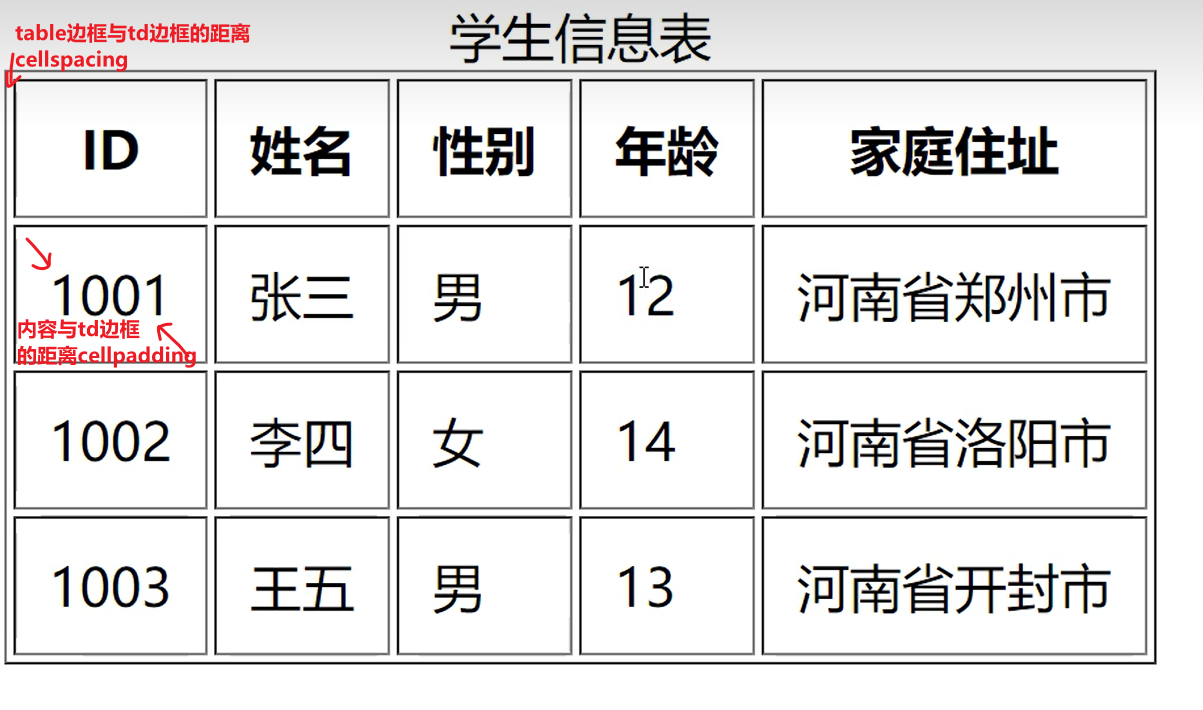 table边框与td边框的距离
cellspacing
学生信息表
ID 姓名 性别 年龄 家庭住址
1001 张三 男 12 河南省郑州市
内容与td边框
的距离cellpadding
1002 李四 女 14 河南省洛阳市
1003 王五 男 13 河南省开封市